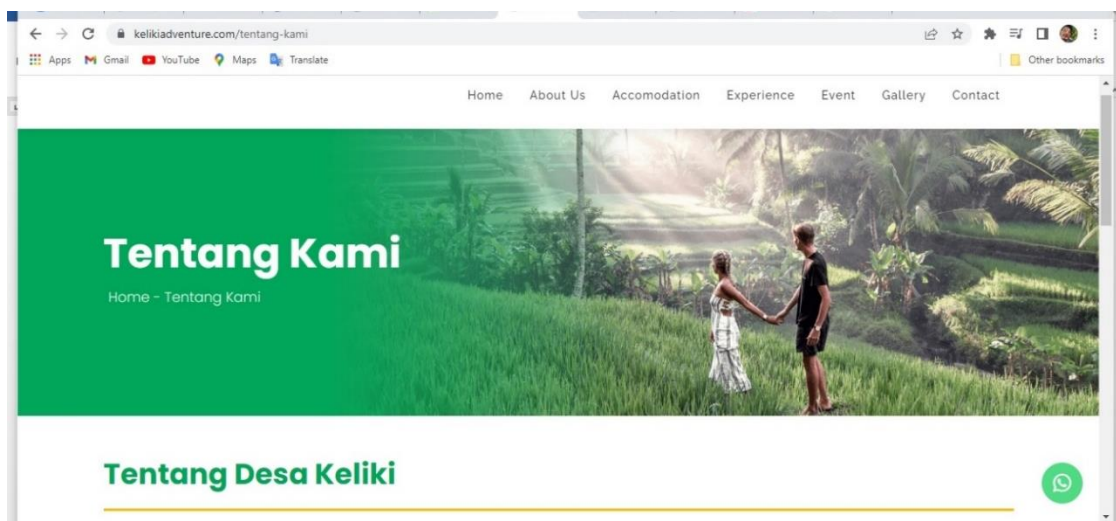 kelikiadventure.com/tentang-kami
Apps Gmail YouTube Maps Translate Other bookmarks
Home About Us Accomodation Experience Event Gallery Contact
Tentang Kami
Home - Tentang Kami
Tentang Desa Keliki